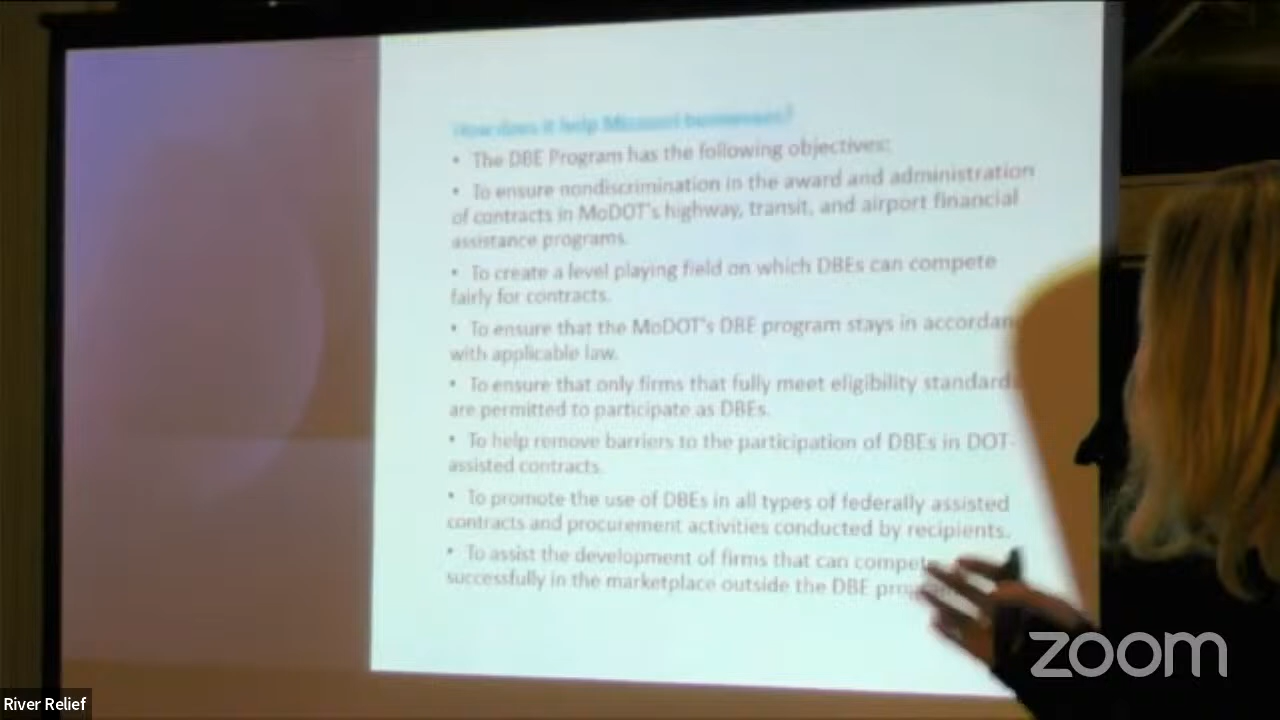 How does it help Missouri businesses?
• The DBE Program has the following objectives:
• To ensure nondiscrimination in the award and administration
of contracts in MoDOT's highway, transit, and airport financial
assistance programs.
• To create a level playing field on which DBEs can compete
fairly for contracts.
• To ensure that the MoDOT's DBE program stays in accordan
with applicable law.
• To ensure that only firms that fully meet eligibility standards
are permitted to participate as DBEs.
• To help remove barriers to the participation of DBEs in DOT-
assisted contracts.
• To promote the use of DBEs in all types of federally assisted
contracts and procurement activities conducted by recipients.
• To assist the development of firms that can compete
successfully in the marketplace outside the DBE program
zoom
River Relief